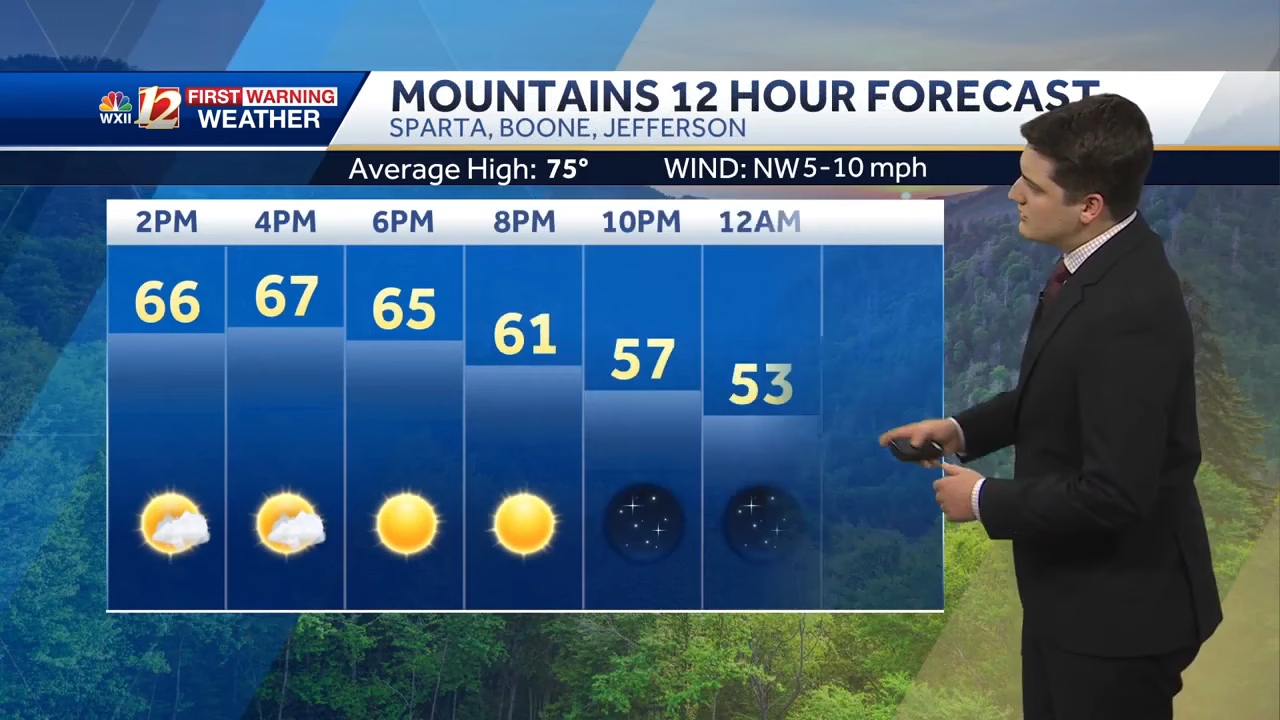 WXII 12 FIRST WARNING WEATHER
MOUNTAINS 12 HOUR FORECAST
SPARTA, BOONE, JEFFERSON
Average High: 75° WIND: NW 5-10 mph
2PM 4PM 6PM 8PM 10PM 12AM
66 67 65 61 57 53